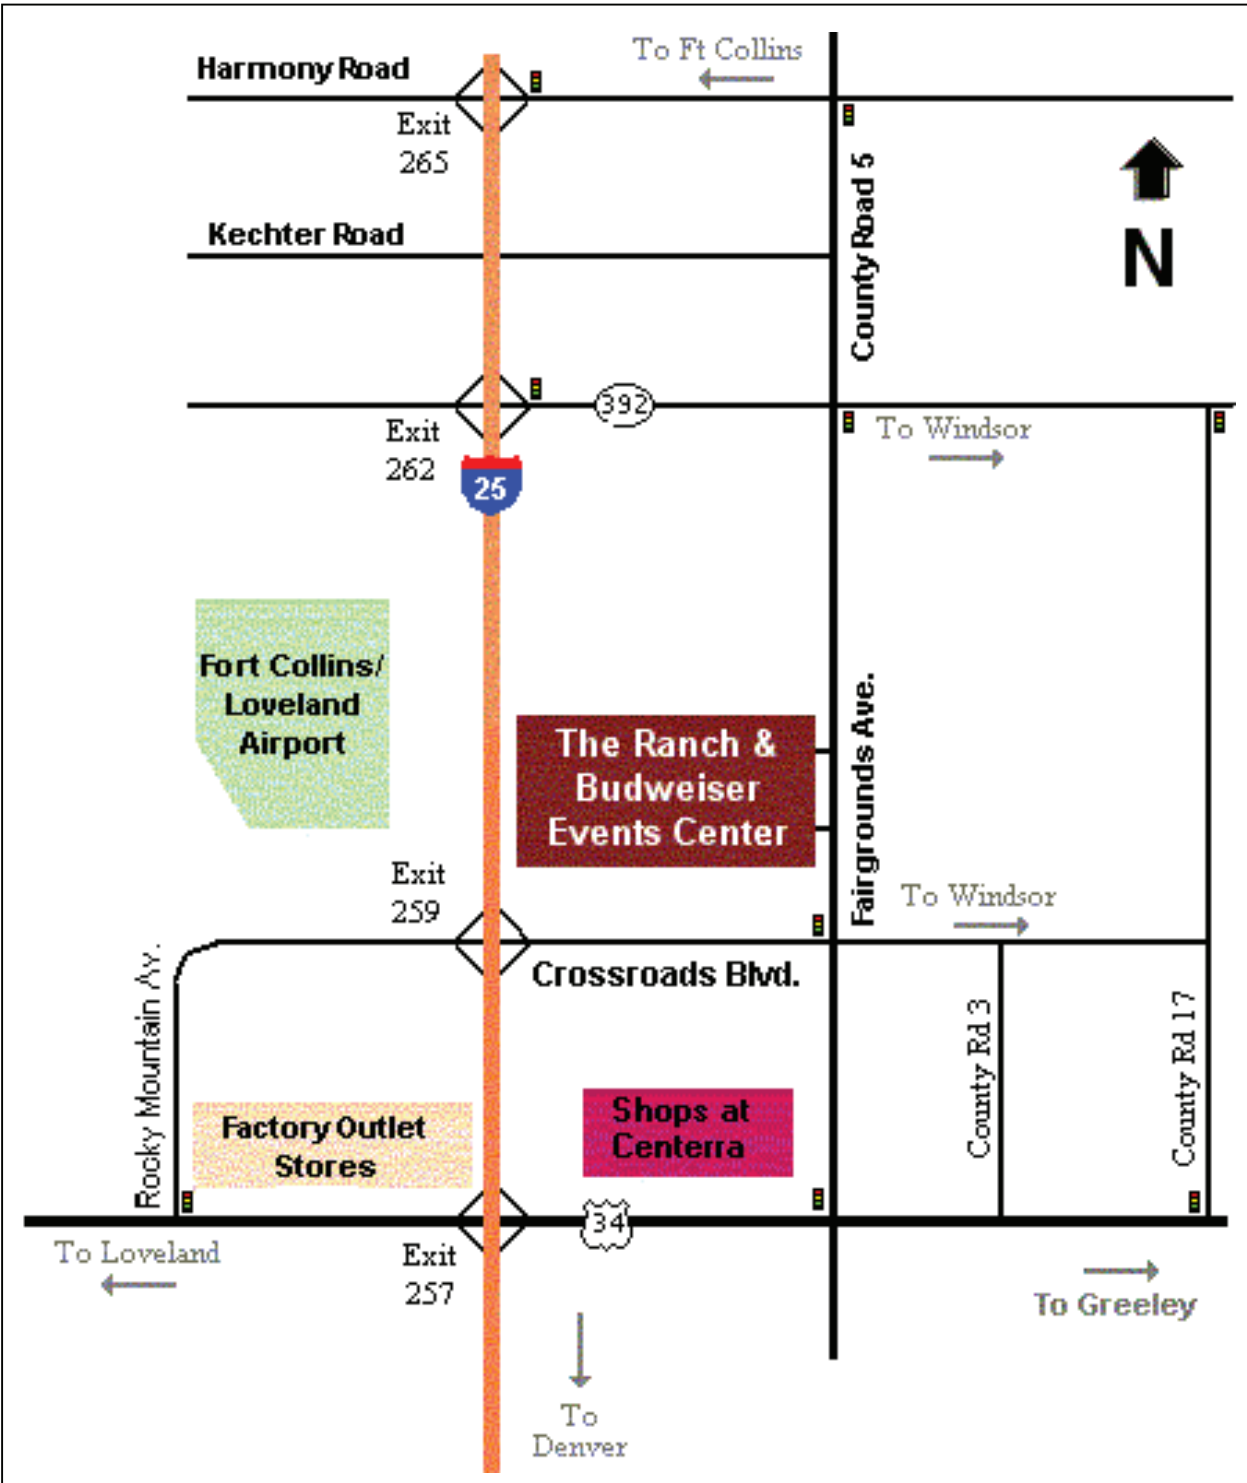 To Ft Collins
Harmony Road
Exit
265
County Road 5
Kechter Road
N
392
Exit
262
To Windsor
25
Fort Collins/
Loveland
Airport
The Ranch &
Budweiser
Events Center
Fairgrounds Ave.
Exit
259
To Windsor
Crossroads Blvd.
Rocky Mountain Av.
County Rd 3
County Rd 17
Factory Outlet
Stores
Shops at
Centerra
34
To Loveland
Exit
257
To Greeley
To
Denver